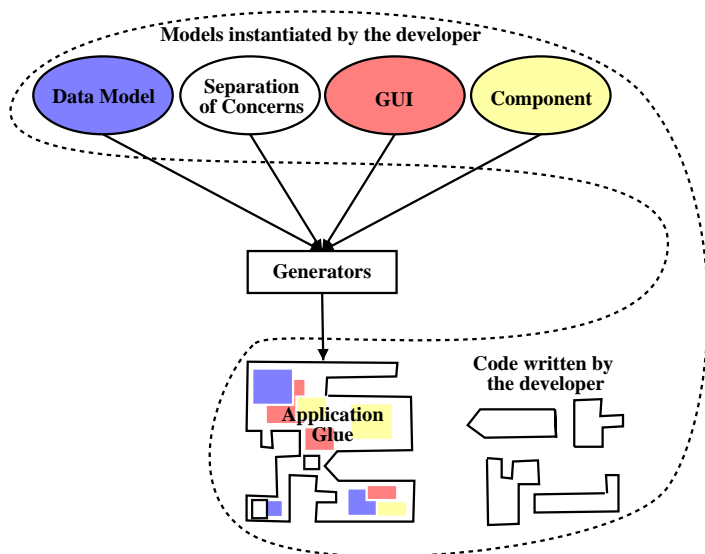 Models instantiated by the developer
Data Model
Separation
of Concerns
GUI
Component
Generators
Code written by
the developer
Application
Glue